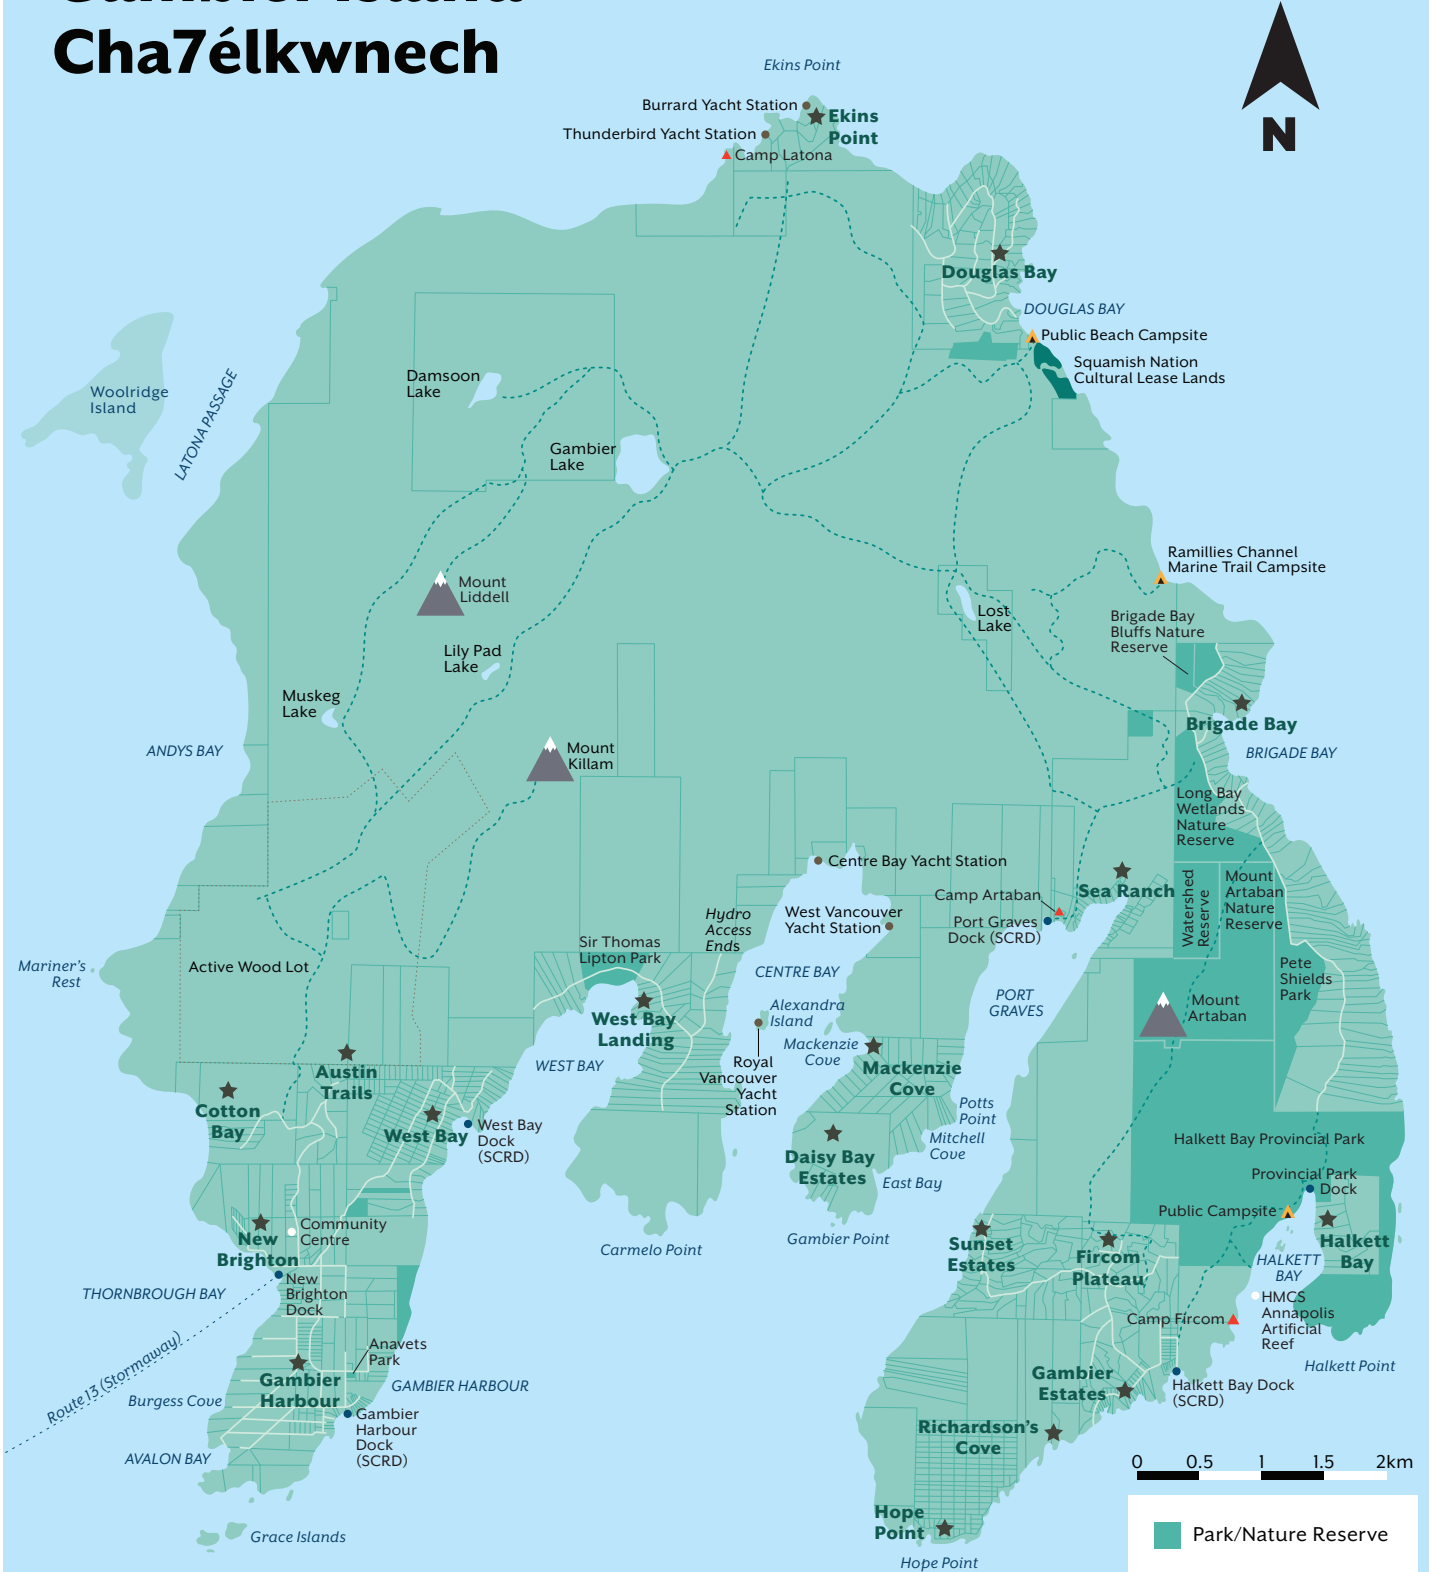 Gambier Island
Cha7élkwnech
N
Ekins Point
Burrard Yacht Station
Ekins
Point
Thunderbird Yacht Station
Camp Latona
Douglas Bay
DOUGLAS BAY
Public Beach Campsite
Squamish Nation
Cultural Lease Lands
Woolridge
Island
LATONA PASSAGE
Damsoon
Lake
Gambier
Lake
Ramillies Channel
Marine Trail Campsite
Mount
Liddell
Lost
Lake
Brigade Bay
Bluffs Nature
Reserve
Lily Pad
Lake
Muskeg
Lake
Brigade Bay
BRIGADE BAY
ANDYS BAY
Mount
Killam
Long Bay
Wetlands
Nature
Reserve
Centre Bay Yacht Station
Sea Ranch
Camp Artaban
Port Graves
Dock (SCRD)
Watershed
Reserve
Mount
Artaban
Nature
Reserve
Hydro
Access
Ends
West Vancouver
Yacht Station
Sir Thomas
Lipton Park
Active Wood Lot
Mariner's
Rest
CENTRE BAY
Pete
Shields
Park
PORT
GRAVES
Mount
Artaban
Alexandra
Island
West Bay
Landing
WEST BAY
Mackenzie
Cove
Royal
Vancouver
Yacht
Station
Mackenzie
Cove
Austin
Trails
Cotton
Bay
West Bay
West Bay
Dock
(SCRD)
Potts
Point
Mitchell
Cove
Halkett Bay Provincial Park
Daisy Bay
Estates
East Bay
Provincial Park
Dock
Public Campsite
Community
Centre
New
Brighton
Carmelo Point
Gambier Point
Sunset
Estates
Fircom
Plateau
Halkett
Bay
HALKETT
BAY
New
Brighton
Dock
THORNBROUGH BAY
HMCS
Annapolis
Artificial
Reef
Camp Fircom
Route 13 (Stormaway)
Anavets
Park
Halkett Point
Gambier
Harbour
GAMBIER HARBOUR
Gambier
Estates
Halkett Bay Dock
(SCRD)
Burgess Cove
Gambier
Harbour
Dock
(SCRD)
Richardson's
Cove
AVALON BAY
0 0.5 1 1.5 2km
Hope
Point
Grace Islands
Hope Point
Park/Nature Reserve